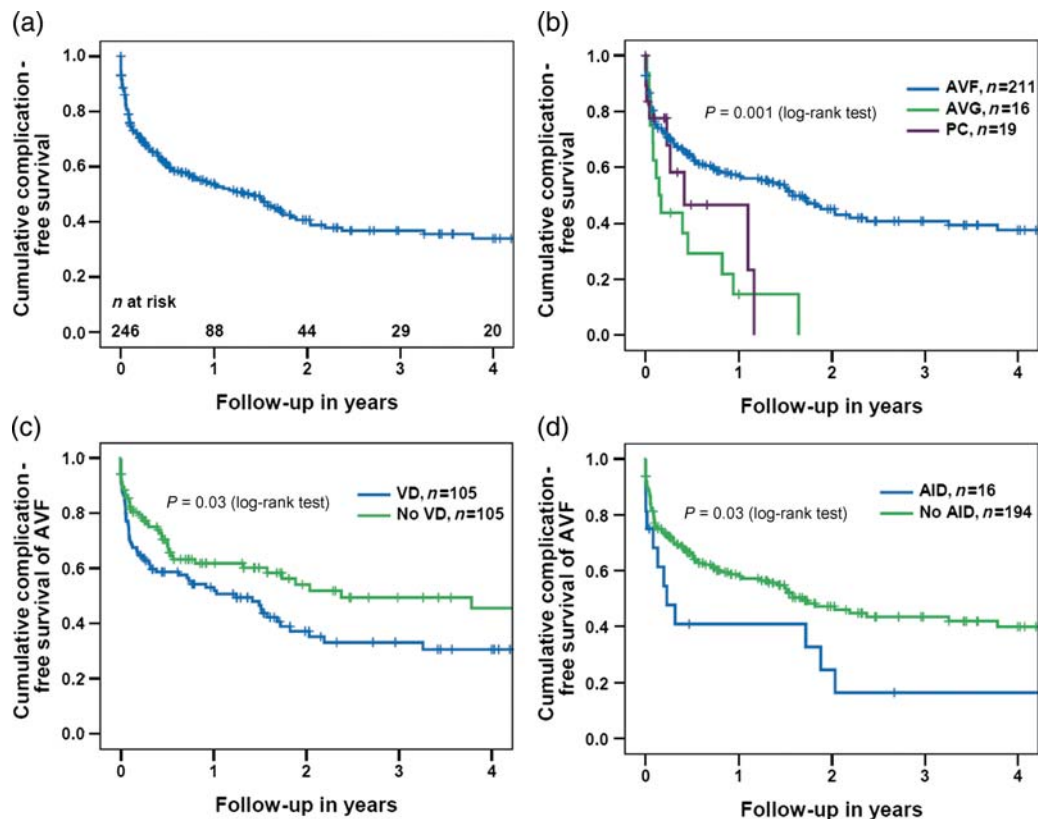 (a)
Cumulative complication-
free survival
1.0
0.8
0.6
0.4
0.2
0.0
n at risk
246 88 44 29 20
0 1 2 3 4
Follow-up in years
(b)
Cumulative complication-
free survival
1.0
0.8
0.6
0.4
0.2
0.0
P = 0.001 (log-rank test)
AVF, n=211
AVG, n=16
PC, n=19
0 1 2 3 4
Follow-up in years
(c)
Cumulative complication-
free survival of AVF
1.0
0.8
0.6
0.4
0.2
0.0
P = 0.03 (log-rank test)
VD, n=105
No VD, n=105
0 1 2 3 4
Follow-up in years
(d)
Cumulative complication-
free survival of AVF
1.0
0.8
0.6
0.4
0.2
0.0
P = 0.03 (log-rank test)
AID, n=16
No AID, n=194
0 1 2 3 4
Follow-up in years